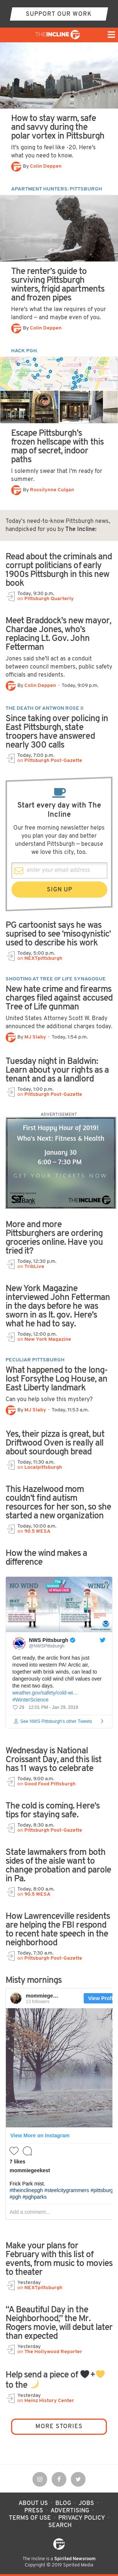 SUPPORT OUR WORK
THE INCLINE
How to stay warm, safe
and savvy during the
polar vortex in Pittsburgh
It's going to feel like -20. Here's
what you need to know.
By Colin Deppen
APARTMENT HUNTERS: PITTSBURGH
The renter's guide to
surviving Pittsburgh
winters, frigid apartments
and frozen pipes
Here's what the law requires of your
landlord — and maybe even of you.
By Colin Deppen
HACK PGH
Escape Pittsburgh's
frozen hellscape with this
map of secret, indoor
paths
I solemnly swear that I'm ready for
summer.
By Rossilynne Culgan
Today's need-to-know Pittsburgh news,
handpicked for you by The Incline:
Read about the criminals and
corrupt politicians of early
1900s Pittsburgh in this new
book
Today, 9:30 p.m.
on Pittsburgh Quarterly
Meet Braddock's new mayor,
Chardae Jones, who's
replacing Lt. Gov. John
Fetterman
Jones said she'll act as a conduit
between council members, public safety
officials and residents.
By Colin Deppen · Today, 9:09 p.m.
THE DEATH OF ANTWON ROSE II
Since taking over policing in
East Pittsburgh, state
troopers have answered
nearly 300 calls
Today, 7:00 p.m.
on Pittsburgh Post-Gazette
Start every day with The
Incline
Our free morning newsletter helps
you plan your day and better
understand Pittsburgh — because
we love this city, too.
enter your email address
SIGN UP
PG cartoonist says he was
surprised to see 'misogynistic'
used to describe his work
Today, 5:00 p.m.
on NEXTpittsburgh
SHOOTING AT TREE OF LIFE SYNAGOGUE
New hate crime and firearms
charges filed against accused
Tree of Life gunman
United States Attorney Scott W. Brady
announced the additional charges today.
By MJ Slaby · Today, 1:54 p.m.
Tuesday night in Baldwin:
Learn about your rights as a
tenant and as a landlord
Today, 1:00 p.m.
on Pittsburgh Post-Gazette
ADVERTISEMENT
First Happy Hour of 2019!
Who's Next: Fitness & Health
January 30
6:00 – 7:30 PM
GET YOUR TICKETS NOW
S&T Bank
THE INCLINE
More and more
Pittsburghers are ordering
groceries online. Have you
tried it?
Today, 12:30 p.m.
on TribLive
New York Magazine
interviewed John Fetterman
in the days before he was
sworn in as lt. gov. Here's
what he had to say.
Today, 12:00 p.m.
on New York Magazine
PECULIAR PITTSBURGH
What happened to the long-
lost Forsythe Log House, an
East Liberty landmark
Can you help solve this mystery?
By MJ Slaby · Today, 11:53 a.m.
Yes, their pizza is great, but
Driftwood Oven is really all
about sourdough bread
Today, 11:30 a.m.
on Localpittsburgh
This Hazelwood mom
couldn't find autism
resources for her son, so she
started a new organization
Today, 10:00 a.m.
on 90.5 WESA
How the wind makes a
difference
NO WIND
WINDY
NWS Pittsburgh
@NWSPittsburgh
Get ready, the arctic front has just
moved into western PA! Arctic air,
together with brisk winds, can lead to
dangerously cold wind chill values over
the next two days.
weather.gov/safety/cold-wi…
#WinterScience
29 12:01 PM - Jan 29, 2019
See NWS Pittsburgh's other Tweets
Wednesday is National
Croissant Day, and this list
has 11 ways to celebrate
Today, 9:00 a.m.
on Good Food Pittsburgh
The cold is coming. Here's
tips for staying safe.
Today, 8:30 a.m.
on Pittsburgh Post-Gazette
State lawmakers from both
sides of the aisle want to
change probation and parole
in Pa.
Today, 8:00 a.m.
on 90.5 WESA
How Lawrenceville residents
are helping the FBI respond
to recent hate speech in the
neighborhood
Today, 7:30 a.m.
on Pittsburgh Post-Gazette
Misty mornings
mommiege…
View Prof
View More on Instagram
7 likes
mommiegeekest
Frick Park mist.
#theinclinepgh #steelcitygrammers #pittsburg
#pgh #pghparks
Add a comment...
Make your plans for
February with this list of
events, from music to movies
to theater
Yesterday
on NEXTpittsburgh
"A Beautiful Day in the
Neighborhood," the Mr.
Rogers movie, will debut later
than expected
Yesterday
on The Hollywood Reporter
Help send a piece of 🖤+💛
to the 🌙
Yesterday
on Heinz History Center
MORE STORIES
ABOUT US BLOG JOBS
PRESS ADVERTISING
TERMS OF USE PRIVACY POLICY
SEARCH
The Incline is a Spirited Newsroom
Copyright © 2019 Spirited Media